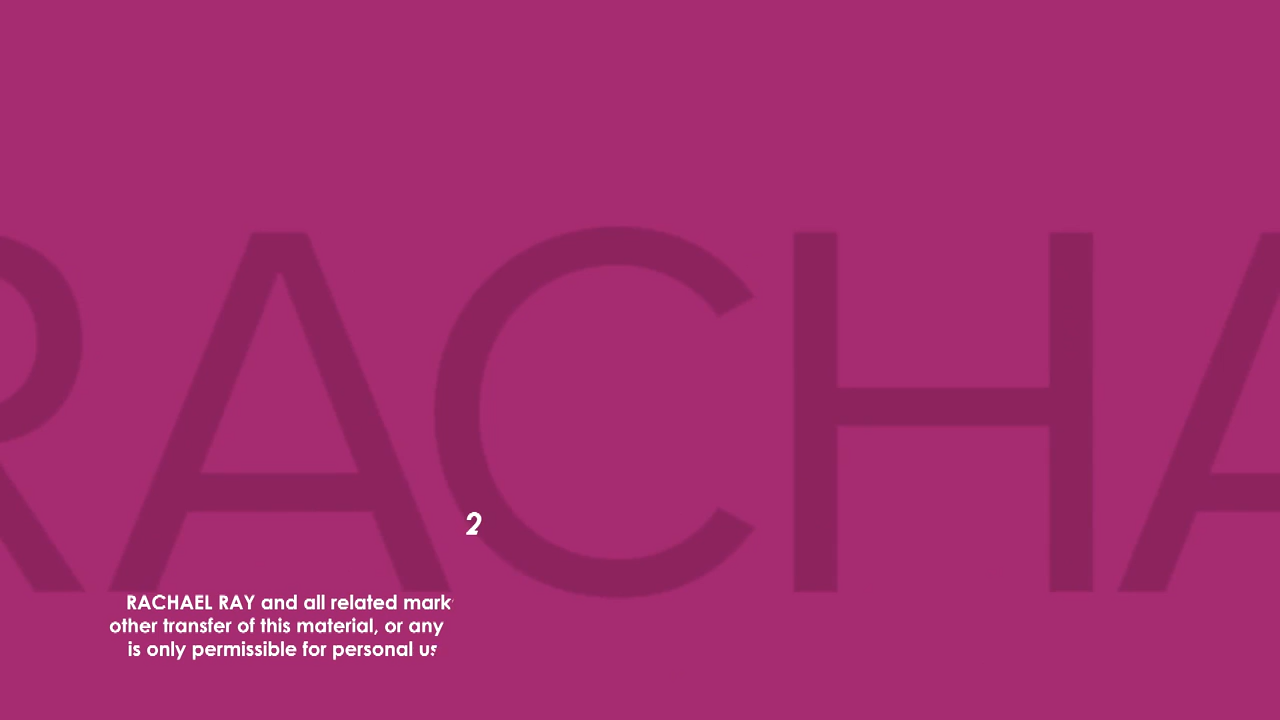 RACHA
2
RACHAEL RAY and all related mark
other transfer of this material, or any
is only permissible for personal us